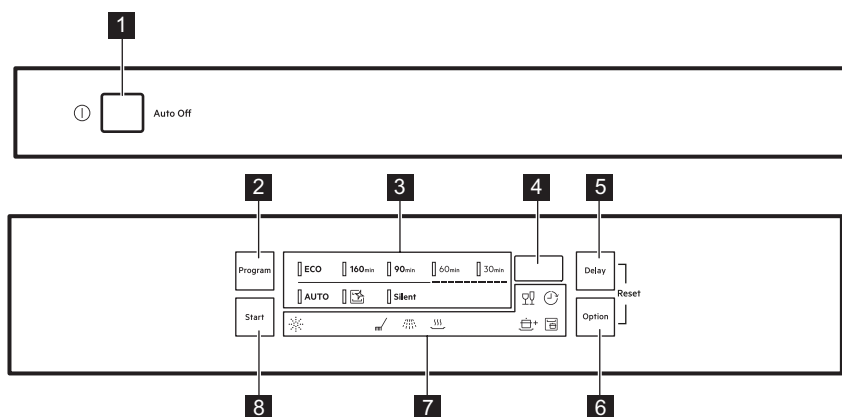 1
Auto Off
2 3 4 5
Program ECO 160min 90min 60min 30min Delay
Reset
Start AUTO Silent Option
8 7 6